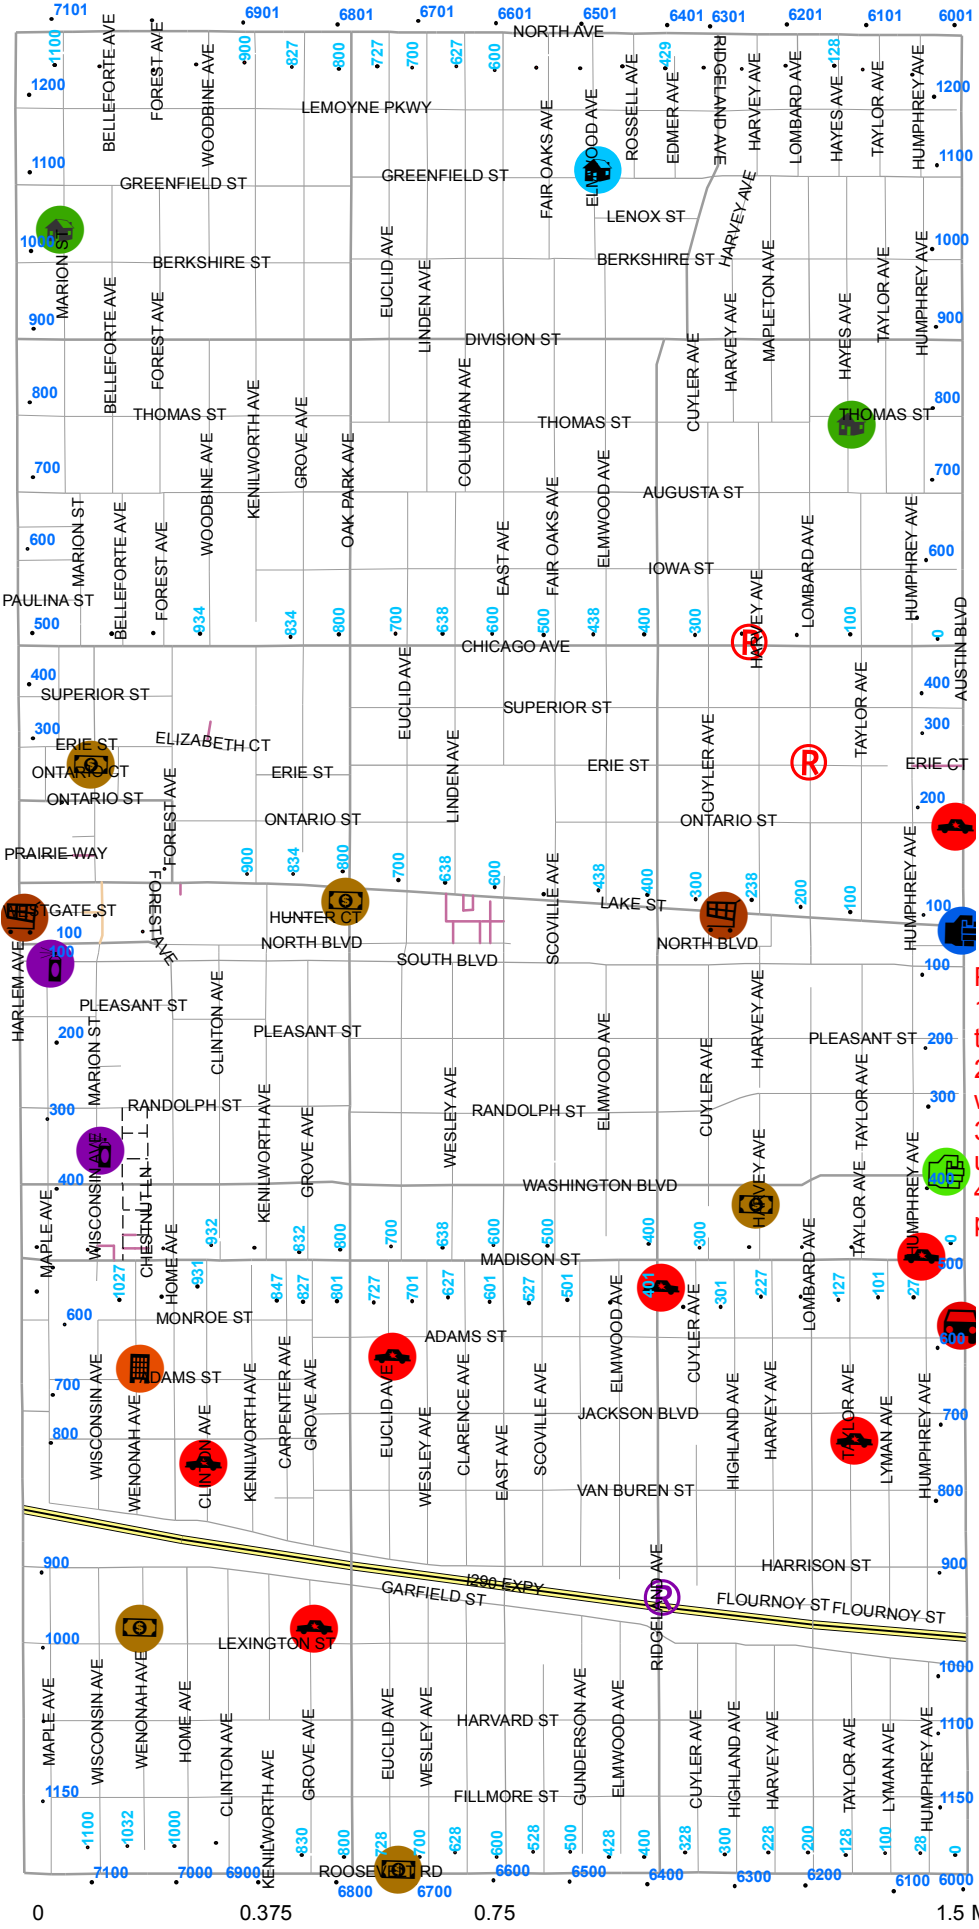 7101 6901 6801 6701 6601 6501 6401 6301 6201 6101 6001
NORTH AVE
1100 900 827 800 727 700 627 600 429 128
1200 1200
BELLEFORTE AVE FOREST AVE WOODBINE AVE
LEMOYNE PKWY
FAIR OAKS AVE ELMWOOD AVE ROSSELL AVE EDMER AVE RIDGELAND AVE HARVEY AVE LOMBARD AVE HAYES AVE TAYLOR AVE HUMPHREY AVE
1100 1100
GREENFIELD ST GREENFIELD ST
LENOX ST
1000 1000
MARION ST
BERKSHIRE ST BERKSHIRE ST
EUCLID AVE LINDEN AVE HARVEY AVE MAPLETON AVE HUMPHREY AVE TAYLOR AVE
BELLEFORTE AVE FOREST AVE HARVEY AVE HAYES AVE
900 900
DIVISION ST
CUYLER AVE
COLUMBIAN AVE
800 800
THOMAS ST THOMAS ST THOMAS ST
WOODBINE AVE KENILWORTH AVE GROVE AVE OAK PARK AVE
700 700
AUGUSTA ST
MARION ST BELLEFORTE AVE FOREST AVE EAST AVE FAIR OAKS AVE ELMWOOD AVE LOMBARD AVE HUMPHREY AVE
600 600
IOWA ST
HARVEY AVE
PAULINA ST
AUSTIN BLVD
500 934 834 800 700 638 600 500 438 400 300 100 0
CHICAGO AVE
400 400
SUPERIOR ST SUPERIOR ST
EUCLID AVE TAYLOR AVE
300 300
ERIE ST ELIZABETH CT
ERIE ST ERIE ST ERIE CT
ONTARIO CT
LINDEN AVE CUYLER AVE FOREST AVE
ONTARIO ST 200
ONTARIO ST ONTARIO ST
PRAIRIE WAY
900 834 800 700 638 600 438 400 300 238 200 100
FOREST AVE SCOVILLE AVE HUMPHREY AVE
WESTGATE ST HUNTER CT LAKE ST 100
100 NORTH BLVD NORTH BLVD
100 SOUTH BLVD 100
HARLEM AVE
PLEASANT ST
200 PLEASANT ST PLEASANT ST 200
MARION ST CLINTON AVE ELMWOOD AVE CUYLER AVE HARVEY AVE
300 RANDOLPH ST RANDOLPH ST 300
KENILWORTH AVE GROVE AVE WESLEY AVE TAYLOR AVE
400 WASHINGTON BLVD 400
MAPLE AVE WISCONSIN AVE CHESTNUT LN HOME AVE HARVEY AVE TAYLOR AVE HUMPHREY AVE LOMBARD AVE
932 832 800 700 638 600 500 400 300 0
MADISON ST 500
1027 931 847 827 801 727 701 627 601 527 501 401 301 227 127 101 27
600 MONROE ST
ADAMS ST 600
ELMWOOD AVE CUYLER AVE
700 ADAMS ST
WISCONSIN AVE WENONAH AVE CLINTON AVE KENILWORTH AVE CARPENTER AVE GROVE AVE EUCLID AVE WESLEY AVE CLARENCE AVE EAST AVE SCOVILLE AVE HIGHLAND AVE HARVEY AVE TAYLOR AVE LYMAN AVE HUMPHREY AVE
JACKSON BLVD 700
800
VAN BUREN ST 800
900 HARRISON ST 900
I290 EXPY
GARFIELD ST FLOURNOY ST FLOURNOY ST
RIDGELAND AVE
1000 LEXINGTON ST
1000
MAPLE AVE WISCONSIN AVE WENONAH AVE HOME AVE CLINTON AVE KENILWORTH AVE GROVE AVE EUCLID AVE WESLEY AVE GUNDERSON AVE ELMWOOD AVE CUYLER AVE HIGHLAND AVE HARVEY AVE TAYLOR AVE LYMAN AVE HUMPHREY AVE
HARVARD ST 1100
1150 FILLMORE ST 1150
1100 1032 1000 830 800 728 700 628 600 528 500 428 400 328 300 228 200 128 100 28 0
ROOSEVELT RD
7100 7000 6900 6800 6700 6600 6500 6400 6300 6200 6100 6000
0 0.375 0.75 1.5